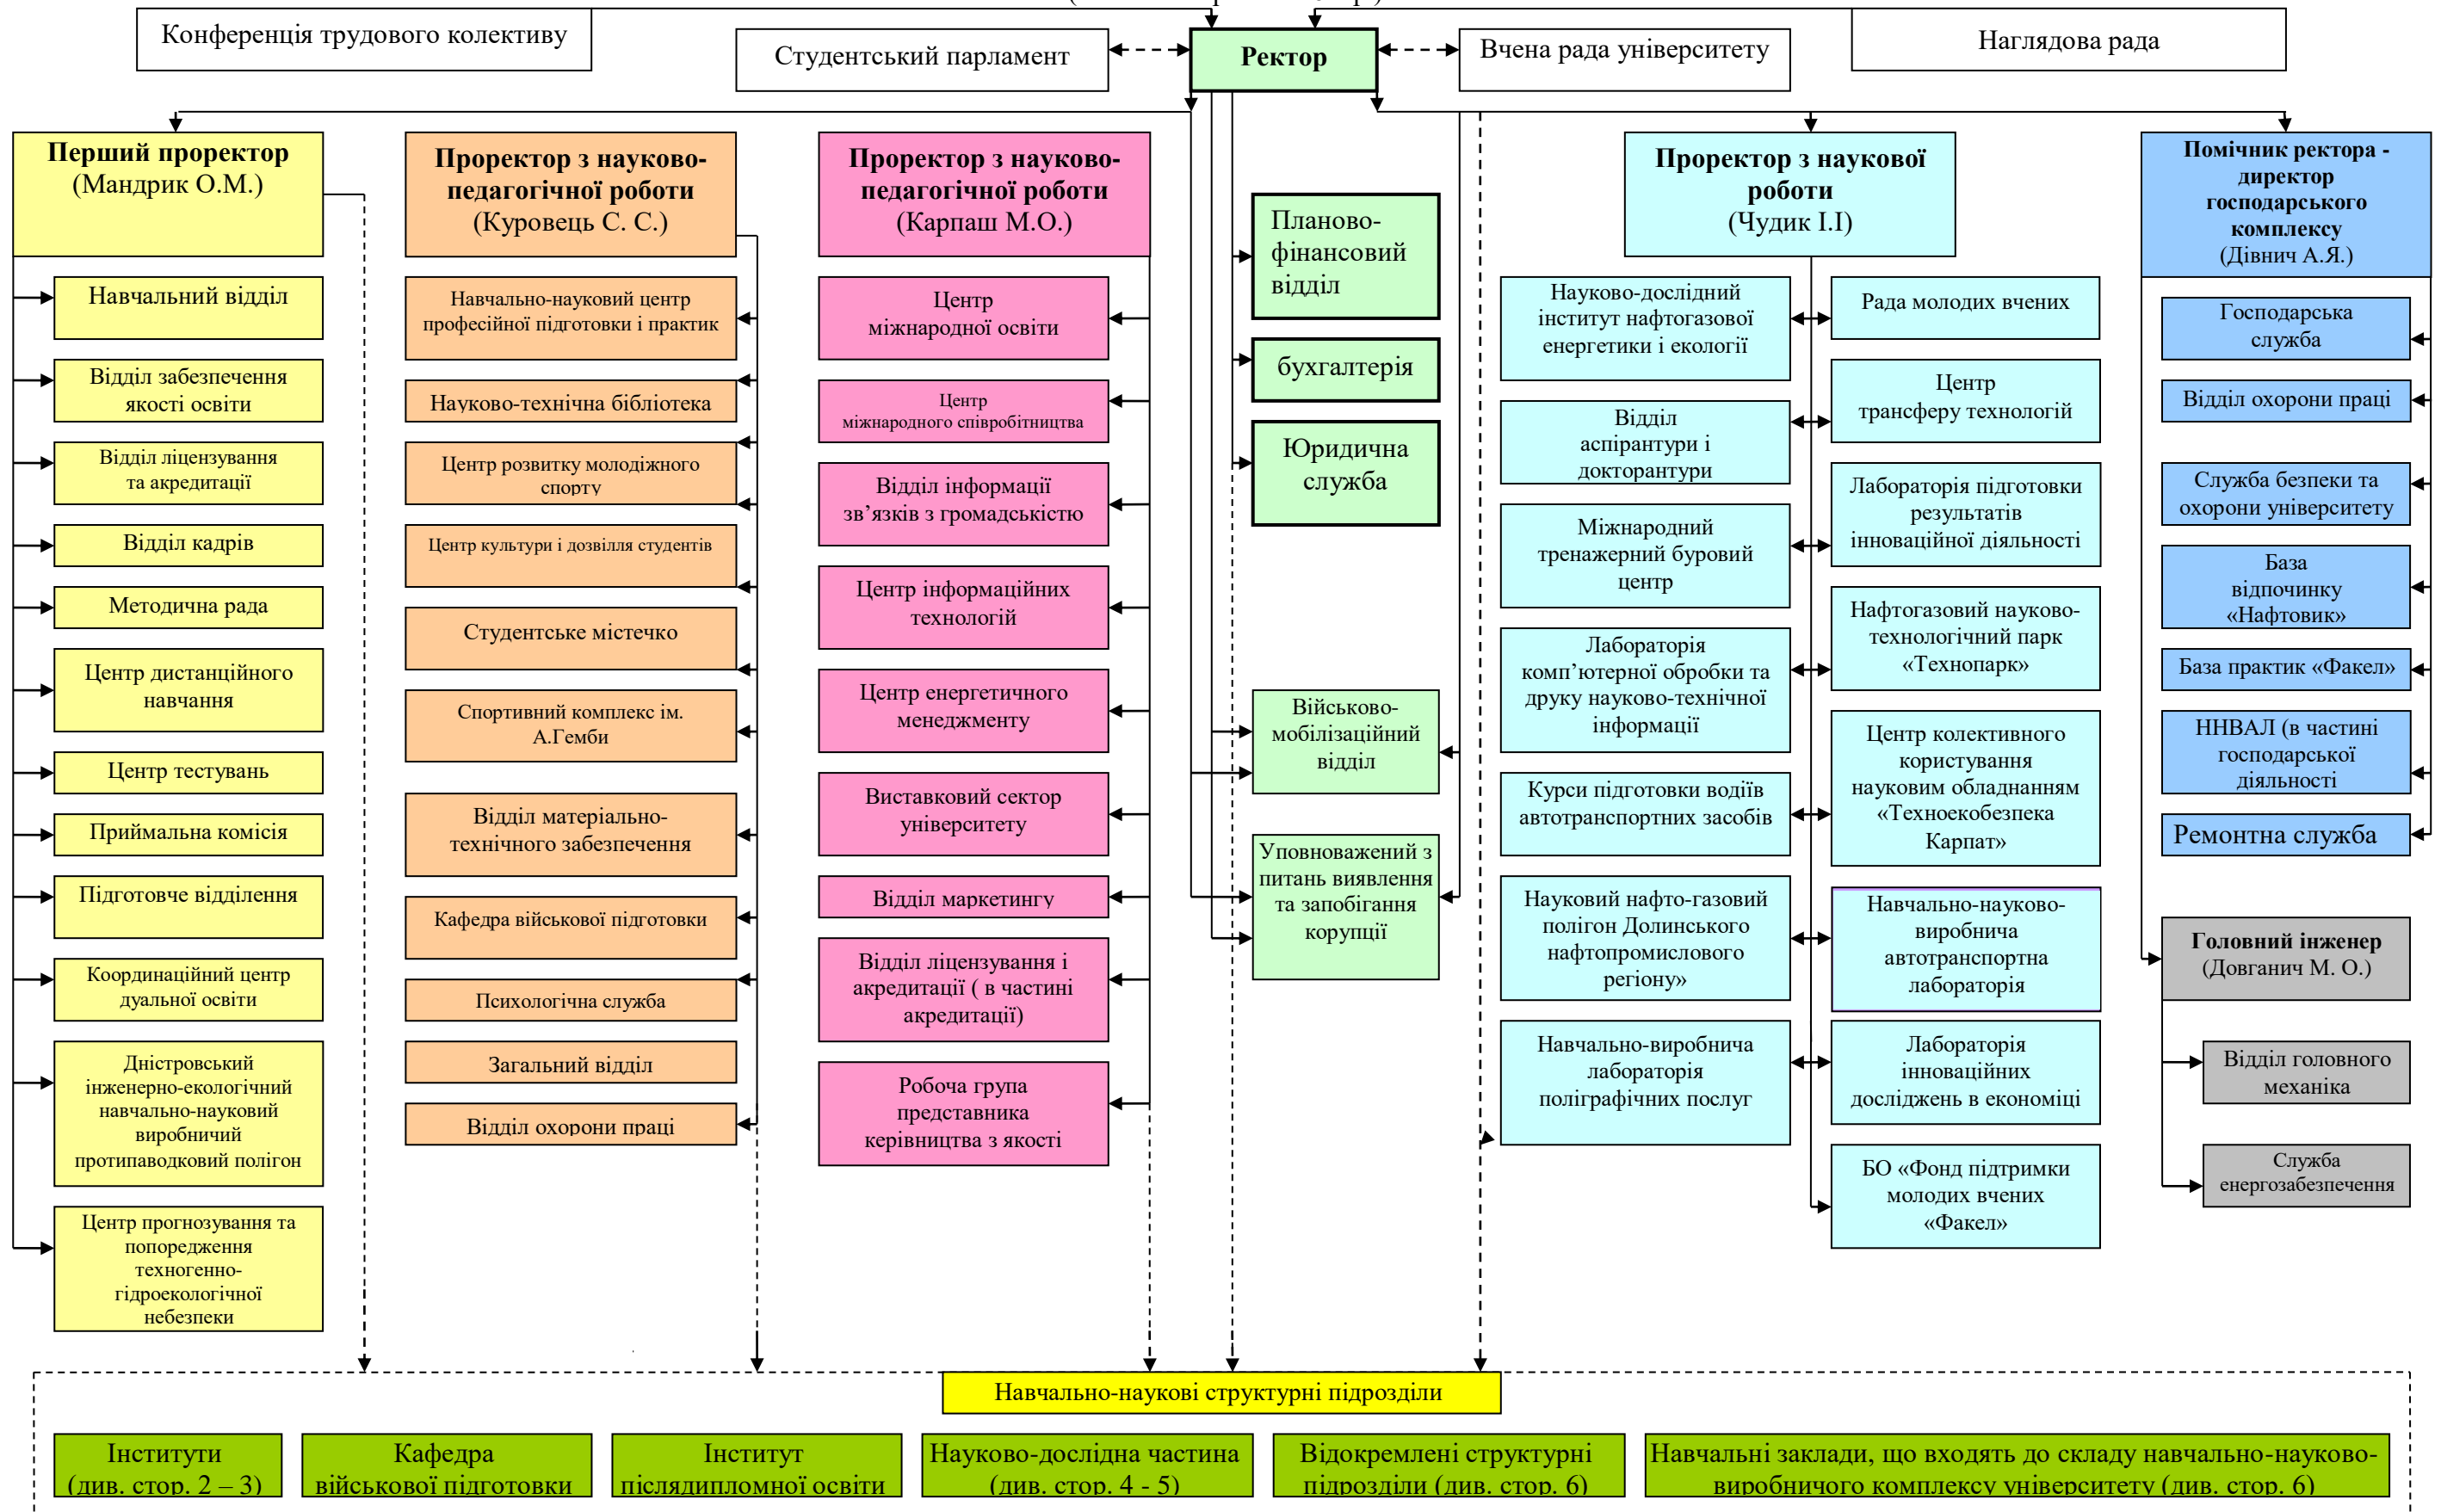 Конференція трудового колективу
Студентський парламент
Ректор
Вчена рада університету
Наглядова рада
Перший проректор
(Мандрик О.М.)
Навчальний відділ
Відділ забезпечення
якості освіти
Відділ ліцензування
та акредитації
Відділ кадрів
Методична рада
Центр дистанційного
навчання
Центр тестувань
Приймальна комісія
Підготовче відділення
Координаційний центр
дуальної освіти
Дністровський
інженерно-екологічний
навчально-науковий
виробничий
протипаводковий полігон
Центр прогнозування та
попоредження
техногенно-
гідроекологічної
небезпеки
Проректор з науково-
педагогічної роботи
(Куровець С. С.)
Навчально-науковий центр
професійної підготовки і практик
Науково-технічна бібліотека
Центр розвитку молодіжного
спорту
Центр культури і дозвілля студентів
Студентське містечко
Спортивний комплекс ім.
А.Гемби
Відділ матеріально-
технічного забезпечення
Кафедра військової підготовки
Психологічна служба
Загальний відділ
Відділ охорони праці
Проректор з науково-
педагогічної роботи
(Карпаш М.О.)
Центр
міжнародної освіти
Центр
міжнародного співробітництва
Відділ інформації
зв’язків з громадськістю
Центр інформаційних
технологій
Центр енергетичного
менеджменту
Виставковий сектор
університету
Відділ маркетингу
Відділ ліцензування і
акредитації ( в частині
акредитації)
Робоча група
представника
керівництва з якості
Планово-
фінансовий
відділ
бухгалтерія
Юридична
служба
Військово-
мобілізаційний
відділ
Уповноважений з
питань виявлення
та запобігання
корупції
Проректор з наукової
роботи
(Чудик І.І)
Науково-дослідний
інститут нафтогазової
енергетики і екології
Відділ
аспірантури і
докторантури
Міжнародний
тренажерний буровий
центр
Лабораторія
комп’ютерної обробки та
друку науково-технічної
інформації
Курси підготовки водіїв
автотранспортних засобів
Науковий нафто-газовий
полігон Долинського
нафтопромислового
регіону»
Навчально-виробнича
лабораторія
поліграфічних послуг
Рада молодих вчених
Центр
трансферу технологій
Лабораторія підготовки
результатів
інноваційної діяльності
Нафтогазовий науково-
технологічний парк
«Технопарк»
Центр колективного
користування
науковим обладнанням
«Техноекобезпека
Карпат»
Навчально-науково-
виробнича
автотранспортна
лабораторія
Лабораторія
інноваційних
досліджень в економіці
БО «Фонд підтримки
молодих вчених
«Факел»
Помічник ректора -
директор
господарського
комплексу
(Дівнич А.Я.)
Господарська
служба
Відділ охорони праці
Служба безпеки та
охорони університету
База
відпочинку
«Нафтовик»
База практик «Факел»
ННВАЛ (в частині
господарської
діяльності
Ремонтна служба
Головний інженер
(Довганич М. О.)
Відділ головного
механіка
Служба
енергозабезпечення
Навчально-наукові структурні підрозділи
Інститути
(див. стор. 2 – 3)
Кафедра
військової підготовки
Інститут
післядипломної освіти
Науково-дослідна частина
(див. стор. 4 - 5)
Відокремлені структурні
підрозділи (див. стор. 6)
Навчальні заклади, що входять до складу навчально-науково-
виробничого комплексу університету (див. стор. 6)